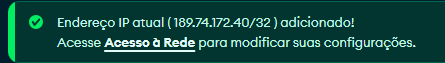 Endereço IP atual ( 189.74.172.40/32 ) adicionado!
Acesse Acesso à Rede para modificar suas configurações.